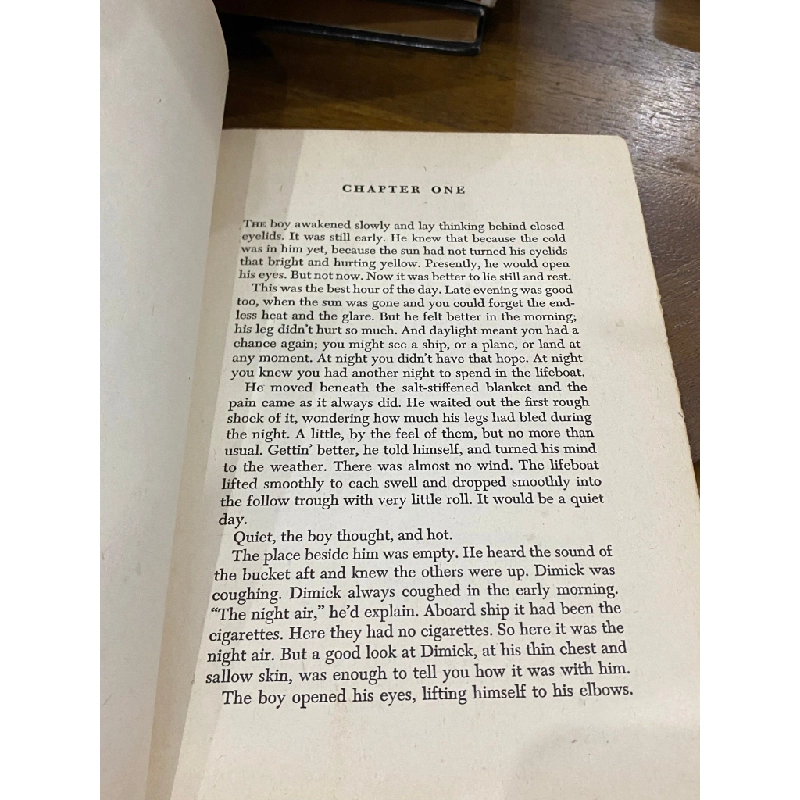 CHAPTER ONE
THE boy awakened slowly and lay thinking behind closed
eyelids. It was still early. He knew that because the cold
was in him yet, because the sun had not turned his eyelids
that bright and hurting yellow. Presently, he would open
his eyes. But not now. Now it was better to lie still and rest.
This was the best hour of the day. Late evening was good
too, when the sun was gone and you could forget the end-
less heat and the glare. But he felt better in the morning;
his leg didn't hurt so much. And daylight meant you had a
chance again; you might see a ship, or a plane, or land at
any moment. At night you didn't have that hope. At night
you knew you had another night to spend in the lifeboat.
He moved beneath the salt-stiffened blanket and the
pain came as it always did. He waited out the first rough
shock of it, wondering how much his legs had bled during
the night. A little, by the feel of them, but no more than
usual. Gettin' better, he told himself, and turned his mind
to the weather. There was almost no wind. The lifeboat
lifted smoothly to each swell and dropped smoothly into
the follow trough with very little roll. It would be a quiet
day.
Quiet, the boy thought, and hot.
The place beside him was empty. He heard the sound of
the bucket aft and knew the others were up. Dimick was
coughing. Dimick always coughed in the early morning.
"The night air," he'd explain. Aboard ship it had been the
cigarettes. Here they had no cigarettes. So here it was the
night air. But a good look at Dimick, at his thin chest and
sallow skin, was enough to tell you how it was with him.
The boy opened his eyes, lifting himself to his elbows.